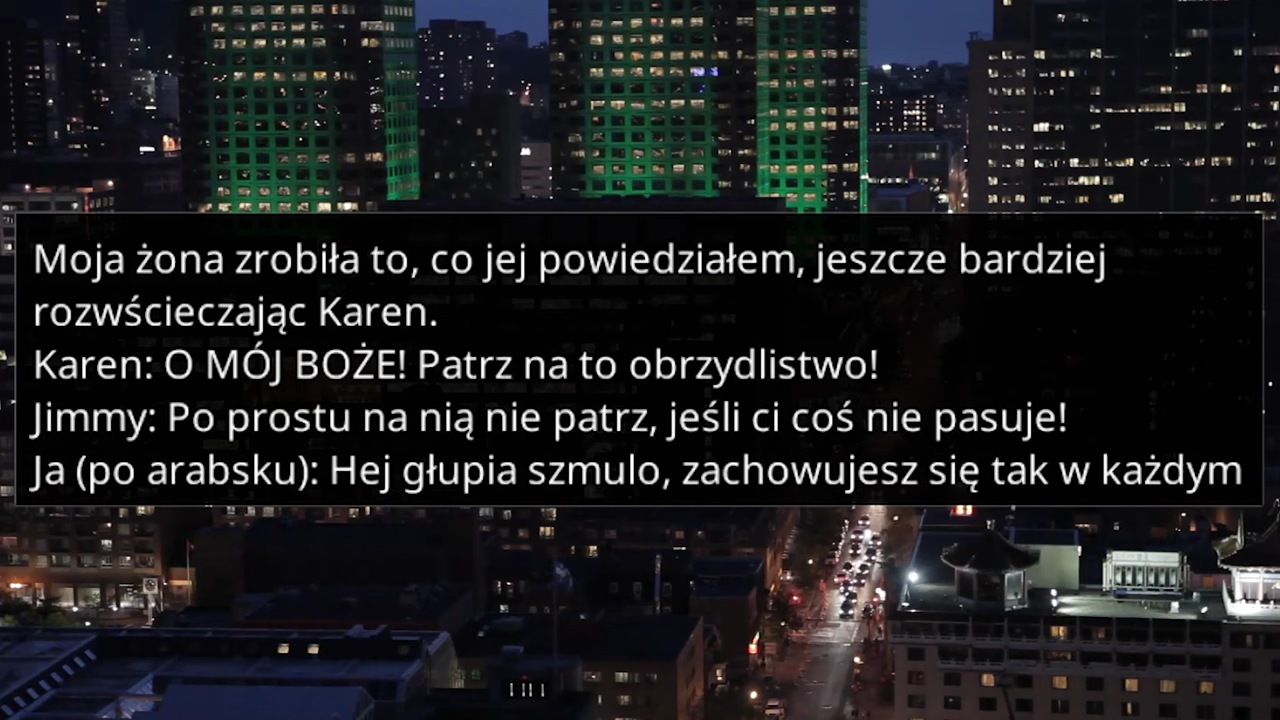 Moja żona zrobiła to, co jej powiedziałem, jeszcze bardziej
rozwścieczając Karen.
Karen: O MÓJ BOŻE! Patrz na to obrzydlistwo!
Jimmy: Po prostu na nią nie patrz, jeśli ci coś nie pasuje!
Ja (po arabsku): Hej głupia szmulo, zachowujesz się tak w każdym